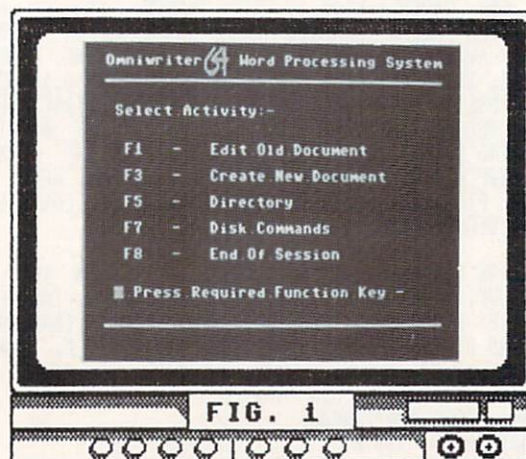 Omniwriter 64 Word Processing System
Select Activity:-
F1 - Edit Old Document
F3 - Create New Document
F5 - Directory
F7 - Disk Commands
F8 - End Of Session
Press Required Function Key -
FIG. 1